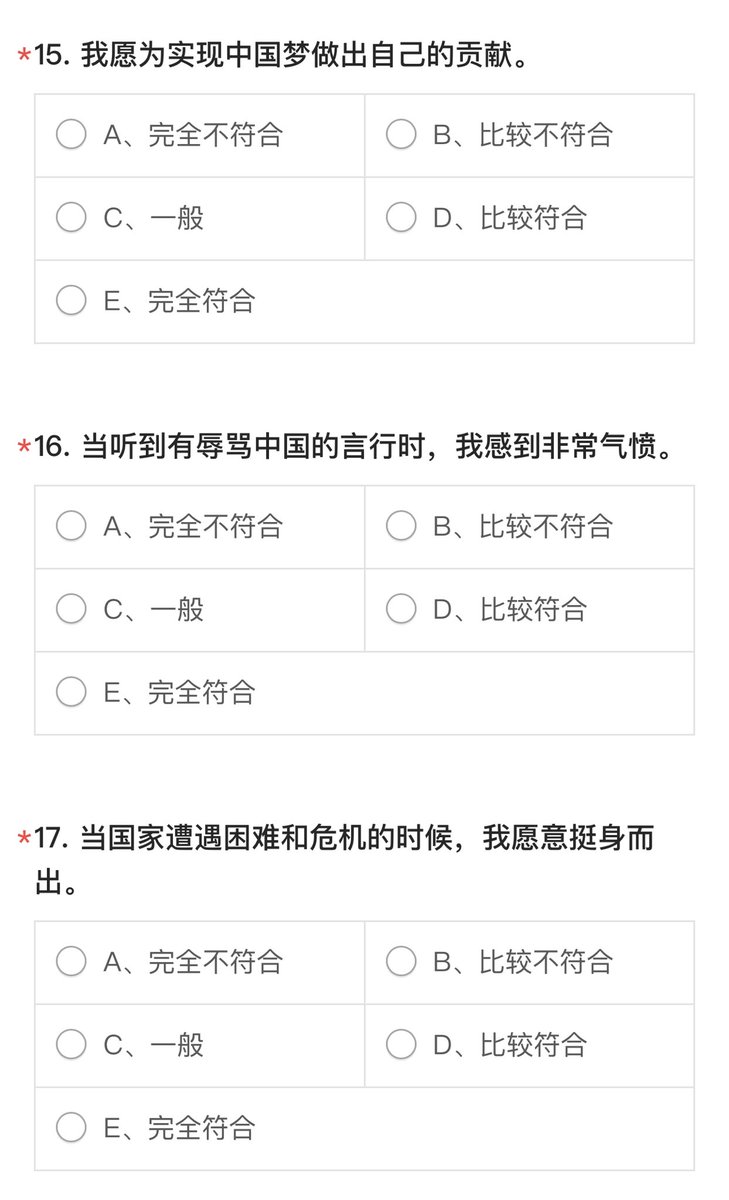 *15. 我愿为实现中国梦做出自己的贡献。
A、完全不符合
B、比较不符合
C、一般
D、比较符合
E、完全符合
*16. 当听到有辱骂中国的言行时，我感到非常气愤。
A、完全不符合
B、比较不符合
C、一般
D、比较符合
E、完全符合
*17. 当国家遭遇困难和危机的时候，我愿意挺身而
出。
A、完全不符合
B、比较不符合
C、一般
D、比较符合
E、完全符合